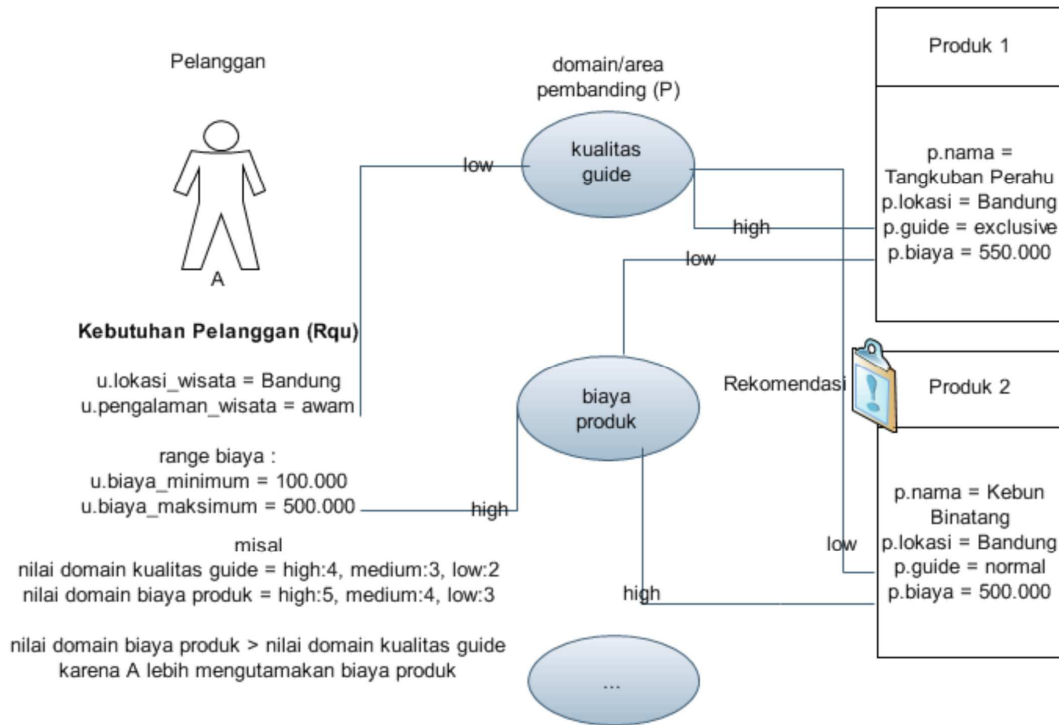 Pelanggan
A
Kebutuhan Pelanggan (Rqu)
u.lokasi_wisata = Bandung
u.pengalaman_wisata = awam
range biaya :
u.biaya_minimum = 100.000
u.biaya_maksimum = 500.000
misal
nilai domain kualitas guide = high:4, medium:3, low:2
nilai domain biaya produk = high:5, medium:4, low:3
nilai domain biaya produk > nilai domain kualitas guide
karena A lebih mengutamakan biaya produk
domain/area
pembanding (P)
kualitas
guide
low
high
low
biaya
produk
high
high
low
...
Produk 1
p.nama =
Tangkuban Perahu
p.lokasi = Bandung
p.guide = exclusive
p.biaya = 550.000
Rekomendasi
Produk 2
p.nama = Kebun
Binatang
p.lokasi = Bandung
p.guide = normal
p.biaya = 500.000